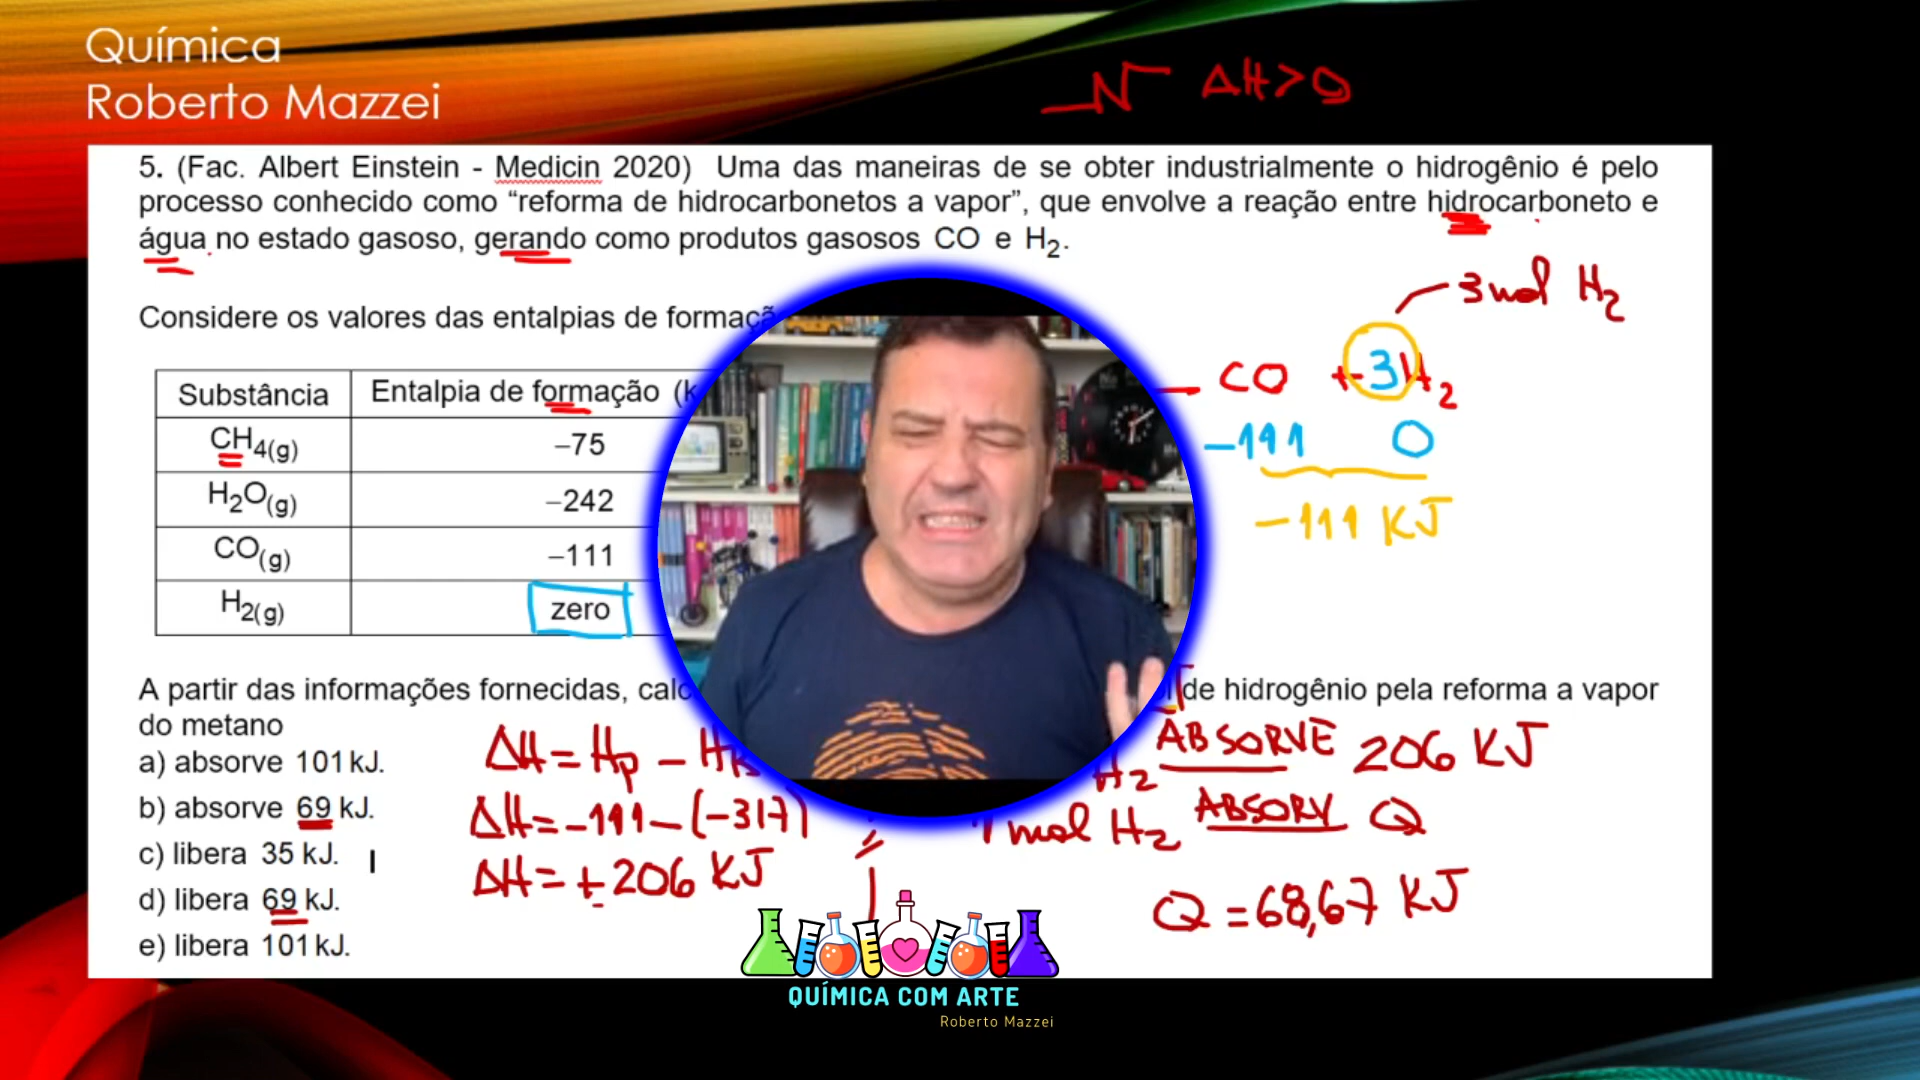 Química
Roberto Mazzei
ΔH>0
5. (Fac. Albert Einstein - Medicin 2020) Uma das maneiras de se obter industrialmente o hidrogênio é pelo
processo conhecido como “reforma de hidrocarbonetos a vapor”, que envolve a reação entre hidrocarboneto e
água no estado gasoso, gerando como produtos gasosos CO e H2.
3 mol H2
Considere os valores das entalpias de formaçã
CO + 3H2
Substância Entalpia de formação (k
CH4(g) –75
-111 0
H2O(g) –242
-111 KJ
CO(g) –111
H2(g) zero
A partir das informações fornecidas, calc de hidrogênio pela reforma a vapor
do metano
a) absorve 101 kJ.
b) absorve 69 kJ.
c) libera 35 kJ.
d) libera 69 kJ.
e) libera 101 kJ.
ΔH = Hp - HR
ΔH = -111 - (-317)
ΔH = +206 KJ
H2 ABSORVE 206 KJ
1 mol H2 ABSORV Q
Q = 68,67 KJ
QUÍMICA COM ARTE
Roberto Mazzei